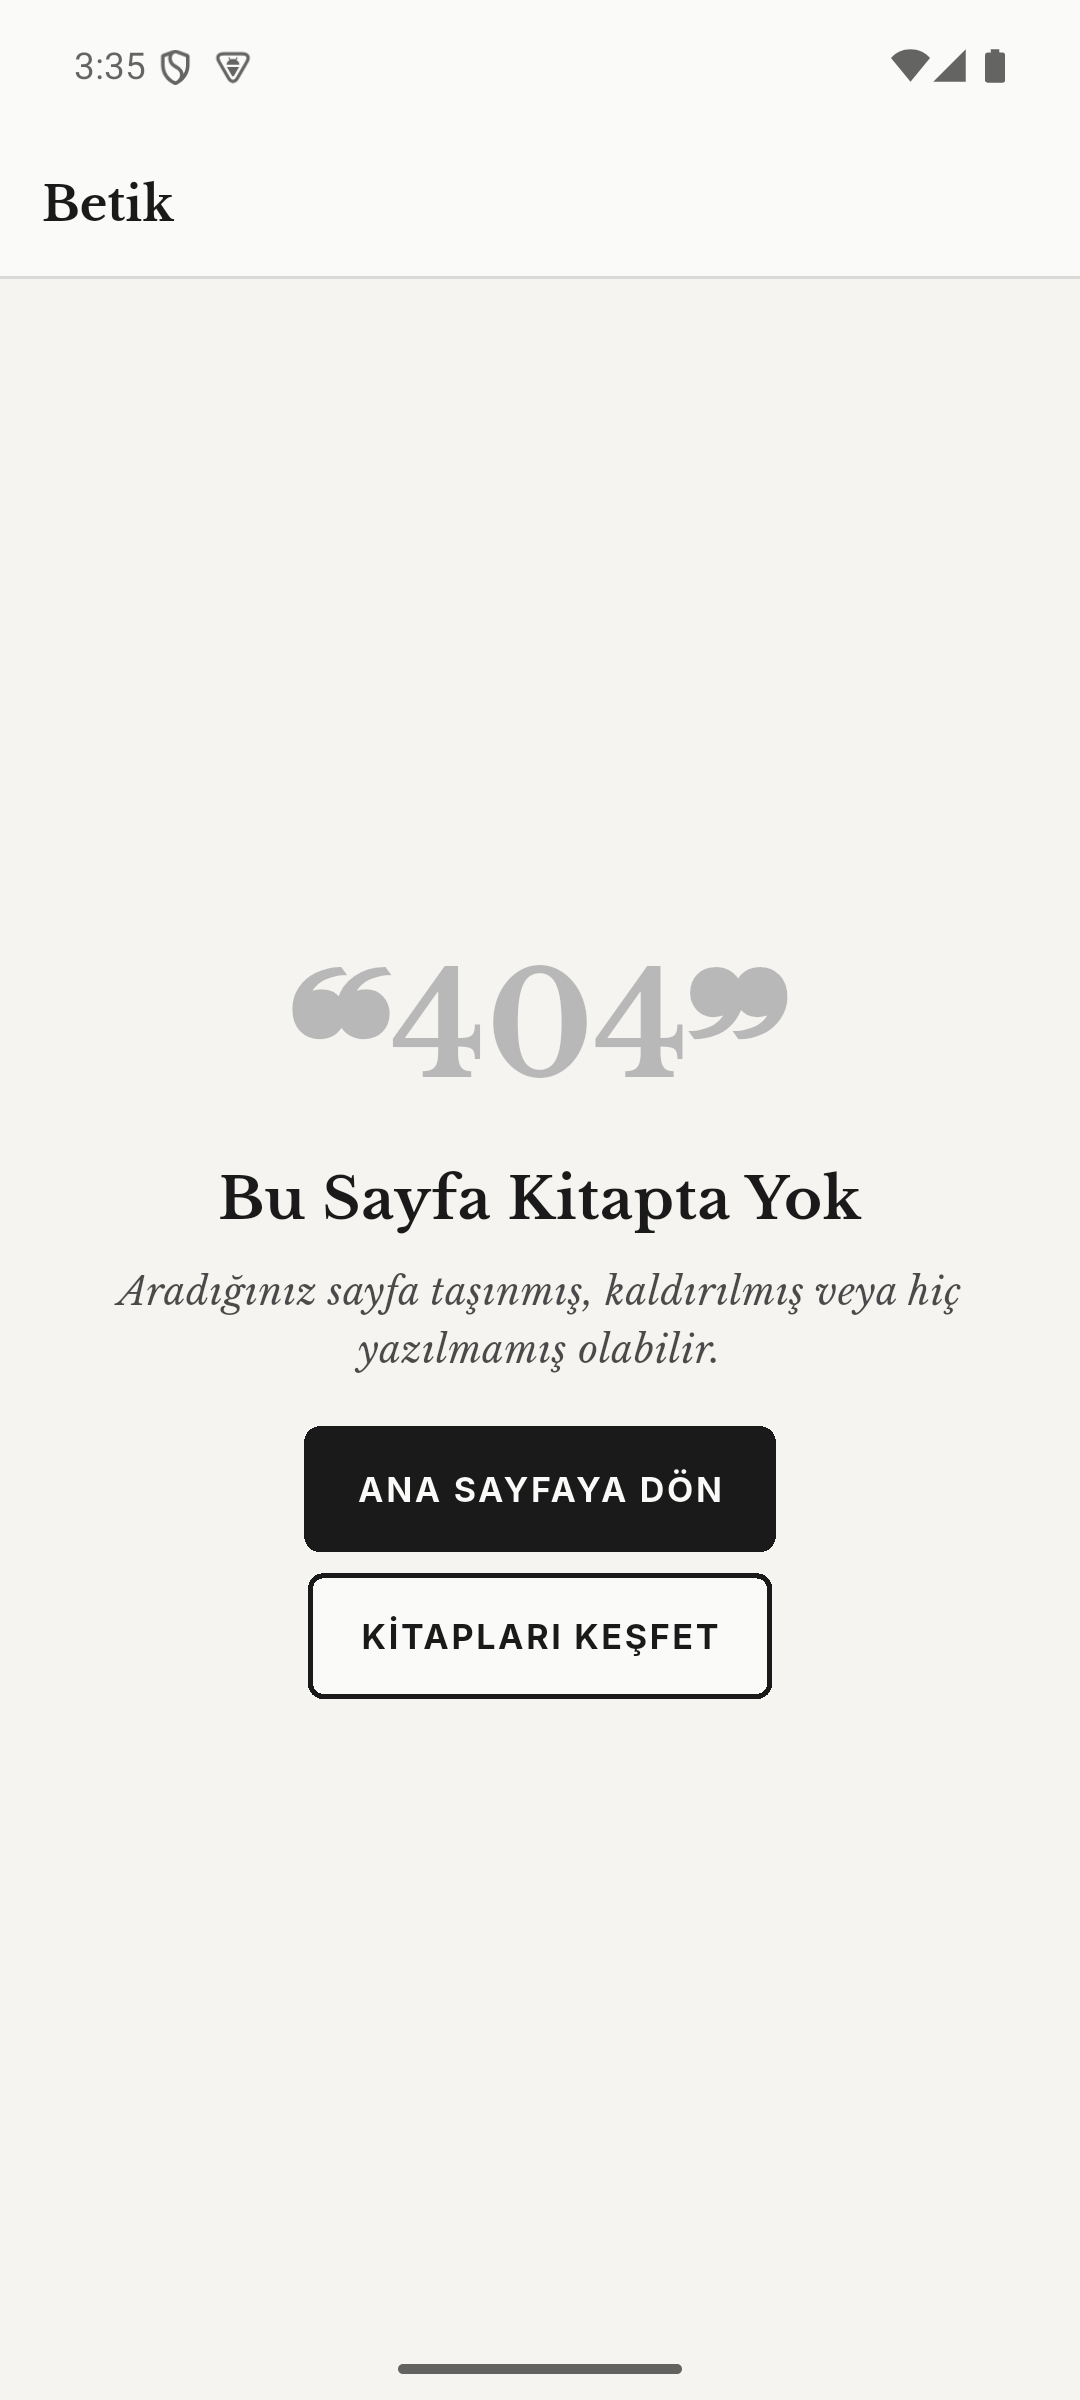 3:35
Betik
❝404❞
Bu Sayfa Kitapta Yok
Aradığınız sayfa taşınmış, kaldırılmış veya hiç
yazılmamış olabilir.
ANA SAYFAYA DÖN
KİTAPLARI KEŞFET